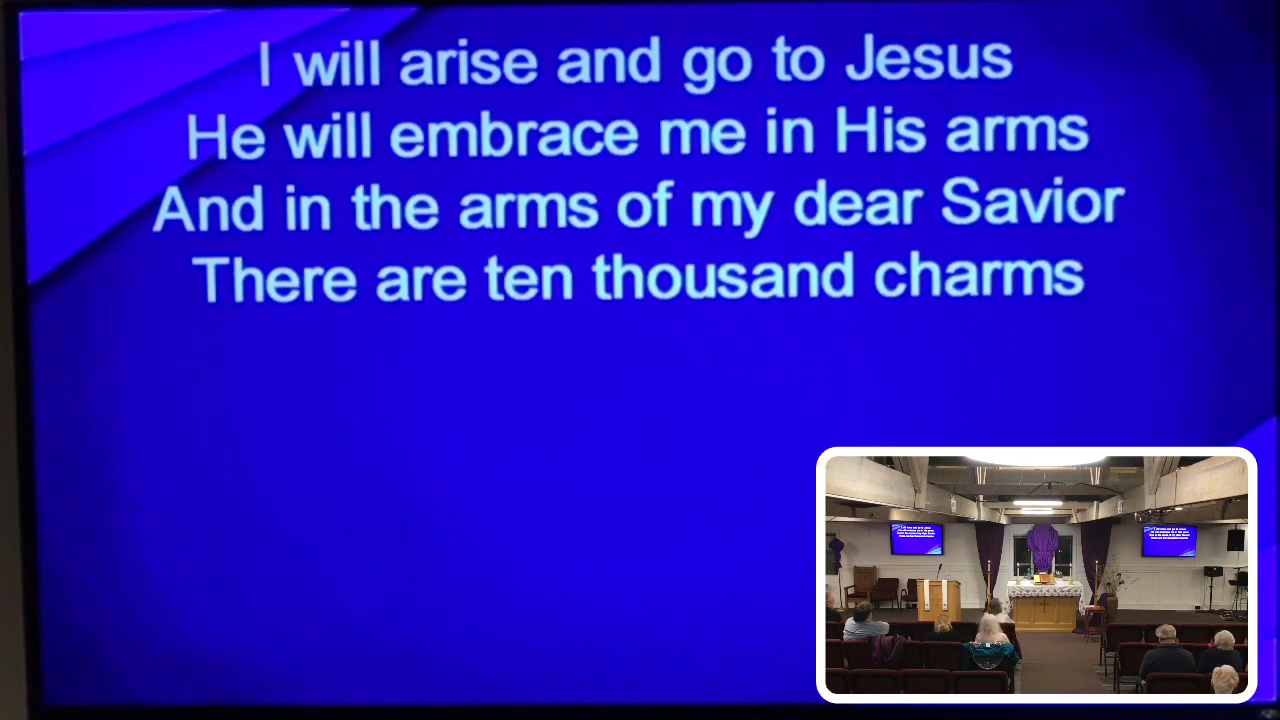 I will arise and go to Jesus
He will embrace me in His arms
And in the arms of my dear Savior
There are ten thousand charms